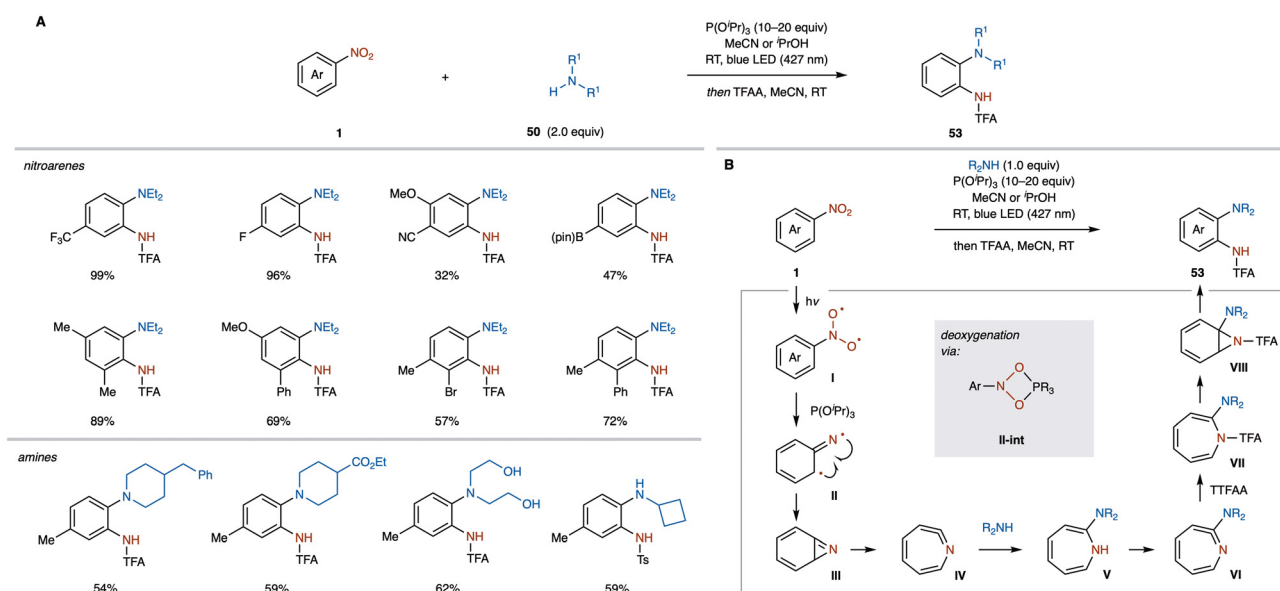 A
NO2
Ar
1
+
R1
N
H
R1
50 (2.0 equiv)
P(OiPr)3 (10–20 equiv)
MeCN or iPrOH
RT, blue LED (427 nm)
then TFAA, MeCN, RT
R1
N
R1
NH
TFA
53
nitroarenes
NEt2
F3C
NH
TFA
99%
NEt2
F
NH
TFA
96%
MeO
NEt2
NC
NH
TFA
32%
NEt2
(pin)B
NH
TFA
47%
Me
NEt2
NH
Me
TFA
89%
MeO
NEt2
NH
Ph
TFA
69%
NEt2
Me
NH
Br
TFA
57%
NEt2
Me
NH
Ph
TFA
72%
amines
Ph
N
Me
NH
TFA
54%
CO2Et
N
Me
NH
TFA
59%
OH
N
OH
Me
NH
TFA
62%
H
N
Me
NH
Ts
59%
B
NO2
Ar
1
R2NH (1.0 equiv)
P(OiPr)3 (10–20 equiv)
MeCN or iPrOH
RT, blue LED (427 nm)
then TFAA, MeCN, RT
NR2
Ar
NH
TFA
53
hν
O•
N
O•
Ar
I
P(OiPr)3
N•
II
N
III
N
IV
R2NH
NR2
NH
V
NR2
N
VI
TTFAA
NR2
N–TFA
VII
NR2
N–TFA
VIII
deoxygenation
via:
O
Ar–N PR3
O
II-int